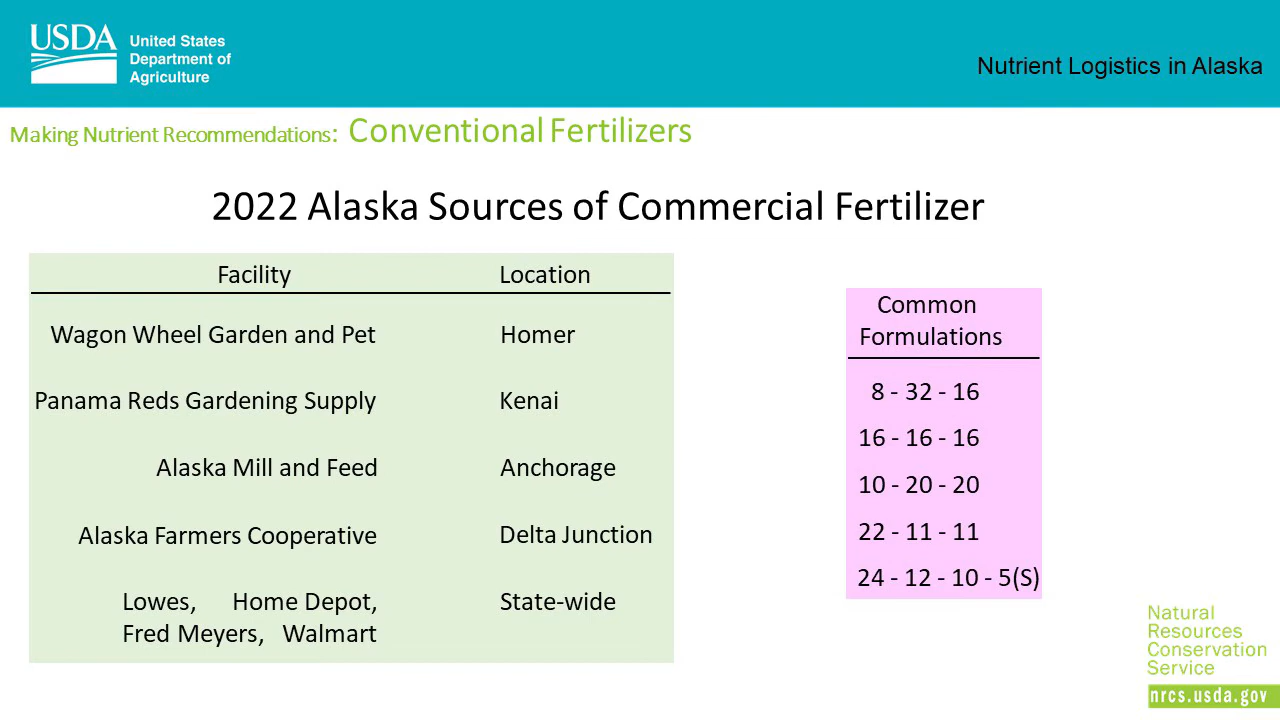 USDA
United States
Department of
Agriculture
Nutrient Logistics in Alaska
Making Nutrient Recommendations: Conventional Fertilizers
2022 Alaska Sources of Commercial Fertilizer
Facility Location
Wagon Wheel Garden and Pet Homer
Panama Reds Gardening Supply Kenai
Alaska Mill and Feed Anchorage
Alaska Farmers Cooperative Delta Junction
Lowes, Home Depot, State-wide
Fred Meyers, Walmart
Common
Formulations
8 - 32 - 16
16 - 16 - 16
10 - 20 - 20
22 - 11 - 11
24 - 12 - 10 - 5(S)
Natural
Resources
Conservation
Service
nrcs.usda.gov